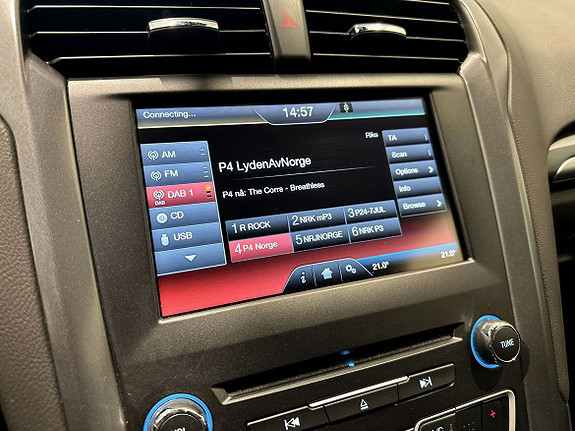 Connecting...
14:57
Riks
AM
FM
DAB 1
DAB
CD
USB
P4 LydenAvNorge
P4 nå: The Corrs - Breathless
TA
Scan
Options
Info
Browse
1 R ROCK
2 NRK mP3
3 P24-7JUL
4 P4 Norge
5 NRJNORGE
6 NRK P3
i
21.0°
21.0°
TUNE
VOL
+